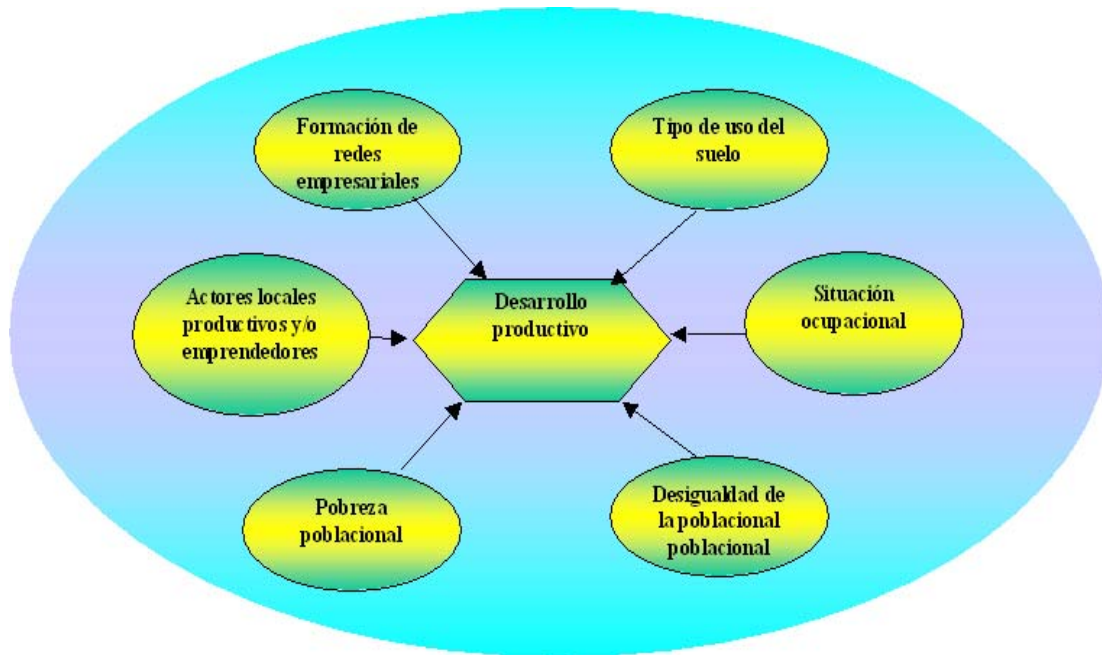 Formación de
redes
empresariales
Tipo de uso del
suelo
Actores locales
productivos y/o
emprendedores
Desarrollo
productivo
Situación
ocupacional
Pobreza
poblacional
Desigualdad de
la poblacional
poblacional